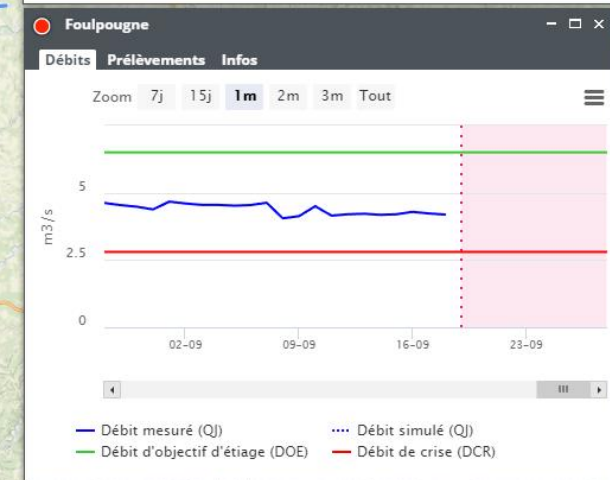 Foulpougne
Débits Prélèvements Infos
Zoom 7j 15j 1m 2m 3m Tout
5
m3/s
2.5
0
02-09 09-09 16-09 23-09
Débit mesuré (QJ) Débit simulé (QJ)
Débit d'objectif d'étiage (DOE) Débit de crise (DCR)